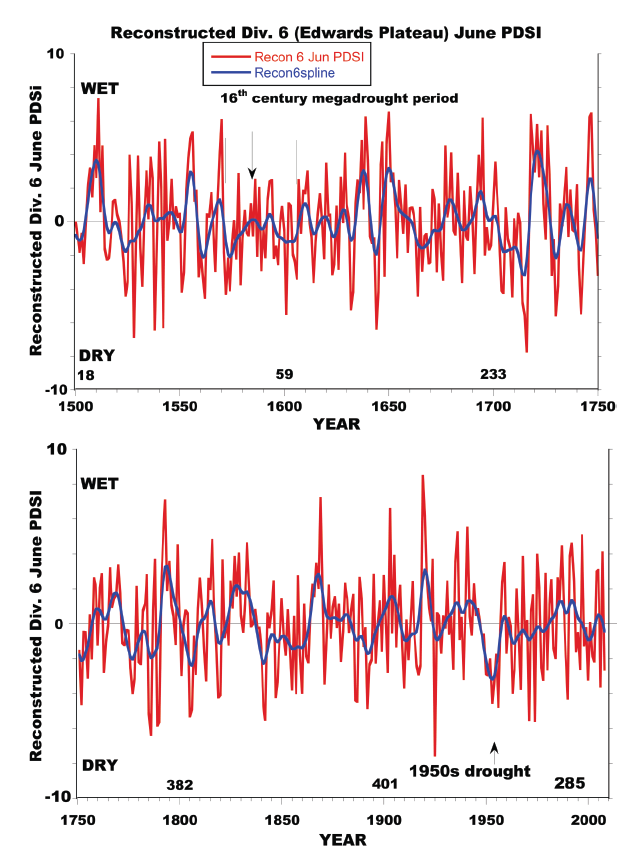 Reconstructed Div. 6 (Edwards Plateau) June PDSI
Recon 6 Jun PDSI
Recon6spline
16th century megadrought period
WET
DRY
10
0
-10
Reconstructed Div. 6 June PDSi
18
59
233
1500
1550
1600
1650
1700
1750
YEAR
10
0
-10
Reconstructed Div. 6 June PDSI
WET
DRY
1950s drought
382
401
285
1750
1800
1850
1900
1950
2000
YEAR